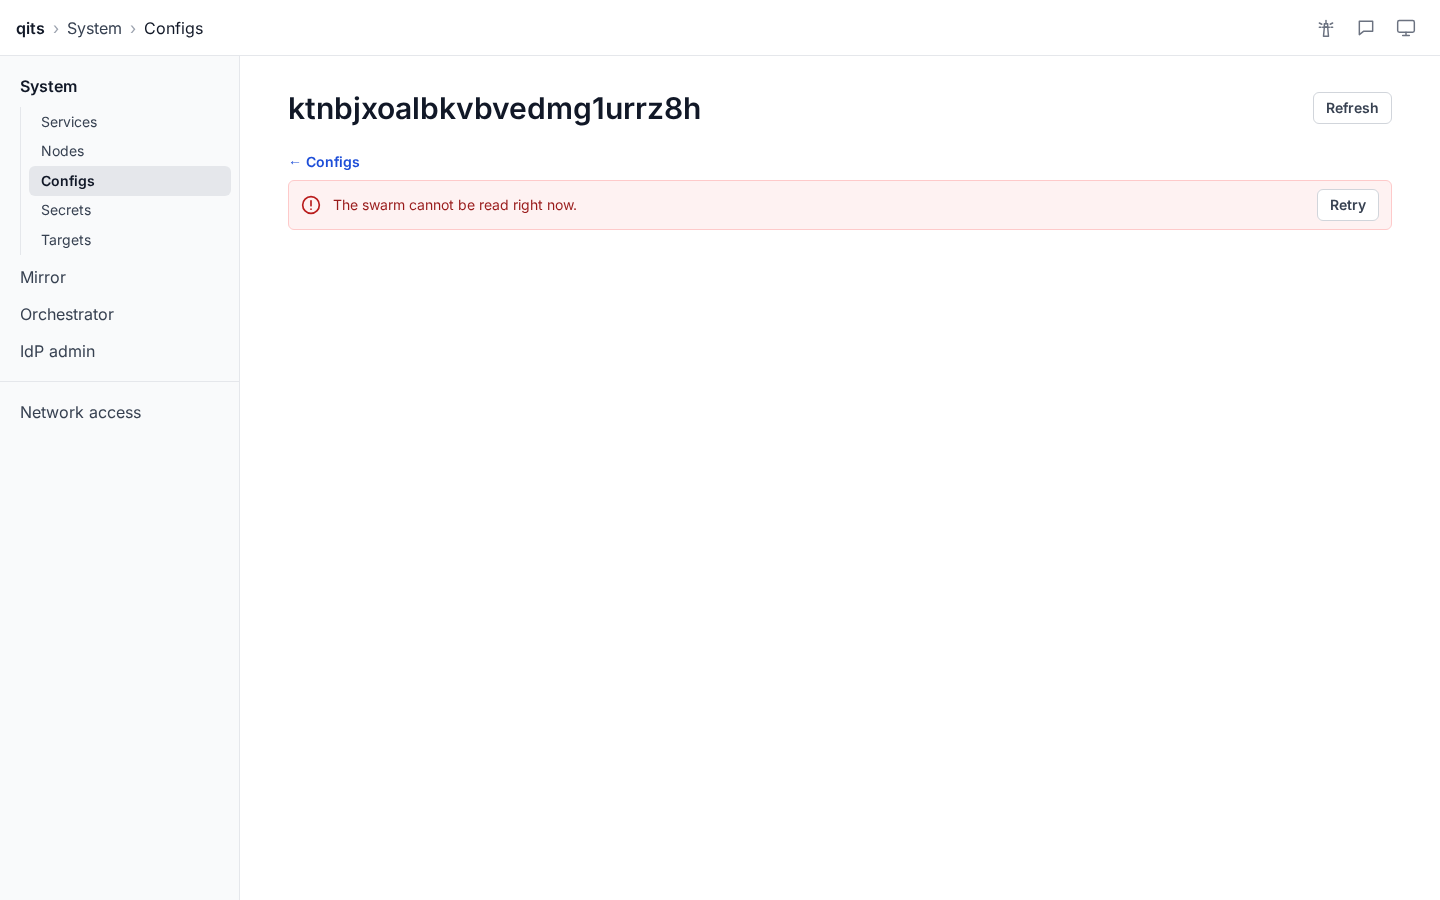 qits › System › Configs
System
Services
Nodes
Configs
Secrets
Targets
Mirror
Orchestrator
IdP admin
Network access
ktnbjxoalbkvbvedmg1urrz8h
Refresh
← Configs
The swarm cannot be read right now.
Retry